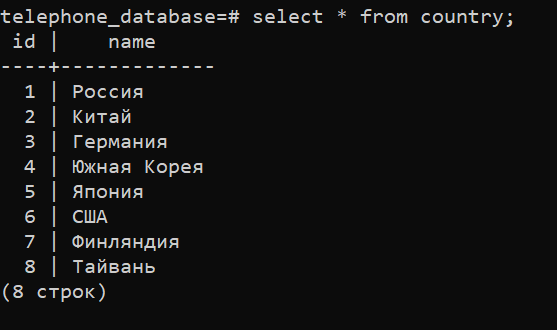 telephone_database=# select * from country;
 id |    name
----+-------------
  1 | Россия
  2 | Китай
  3 | Германия
  4 | Южная Корея
  5 | Япония
  6 | США
  7 | Финляндия
  8 | Тайвань
(8 строк)